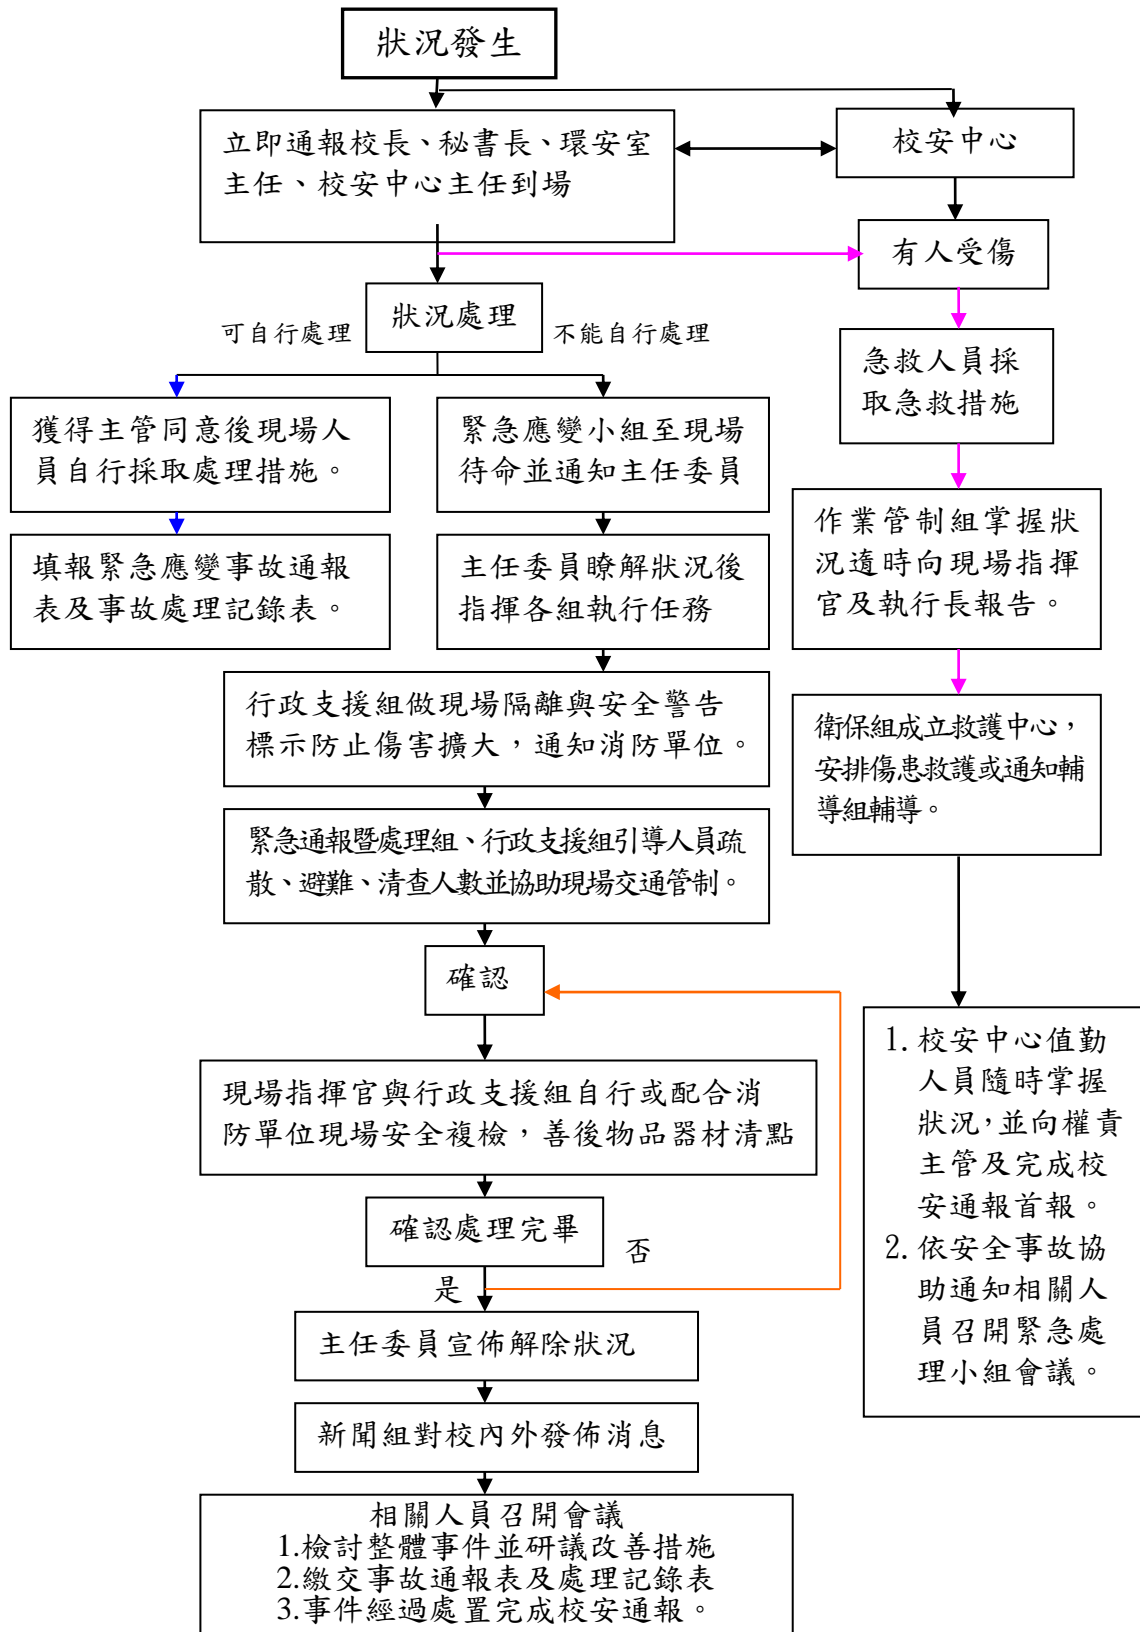 狀況發生
立即通報校長、秘書長、環安室
主任、校安中心主任到場
校安中心
有人受傷
狀況處理
可自行處理
不能自行處理
急救人員採
取急救措施
獲得主管同意後現場人
員自行採取處理措施。
緊急應變小組至現場
待命並通知主任委員
作業管制組掌握狀
況適時向現場指揮
官及執行長報告。
填報緊急應變事故通報
表及事故處理記錄表。
主任委員瞭解狀況後
指揮各組執行任務
行政支援組做現場隔離與安全警告
標示防止傷害擴大，通知消防單位。
衛保組成立救護中心，
安排傷患救護或通知輔
導組輔導。
緊急通報暨處理組、行政支援組引導人員疏
散、避難、清查人數並協助現場交通管制。
確認
現場指揮官與行政支援組自行或配合消
防單位現場安全複檢，善後物品器材清點
1. 校安中心值勤
人員隨時掌握
狀況，並向權責
主管及完成校
安通報首報。
2. 依安全事故協
助通知相關人
員召開緊急處
理小組會議。
確認處理完畢
否
是
主任委員宣佈解除狀況
新聞組對校內外發佈消息
相關人員召開會議
1.檢討整體事件並研議改善措施
2.繳交事故通報表及處理記錄表
3.事件經過處置完成校安通報。